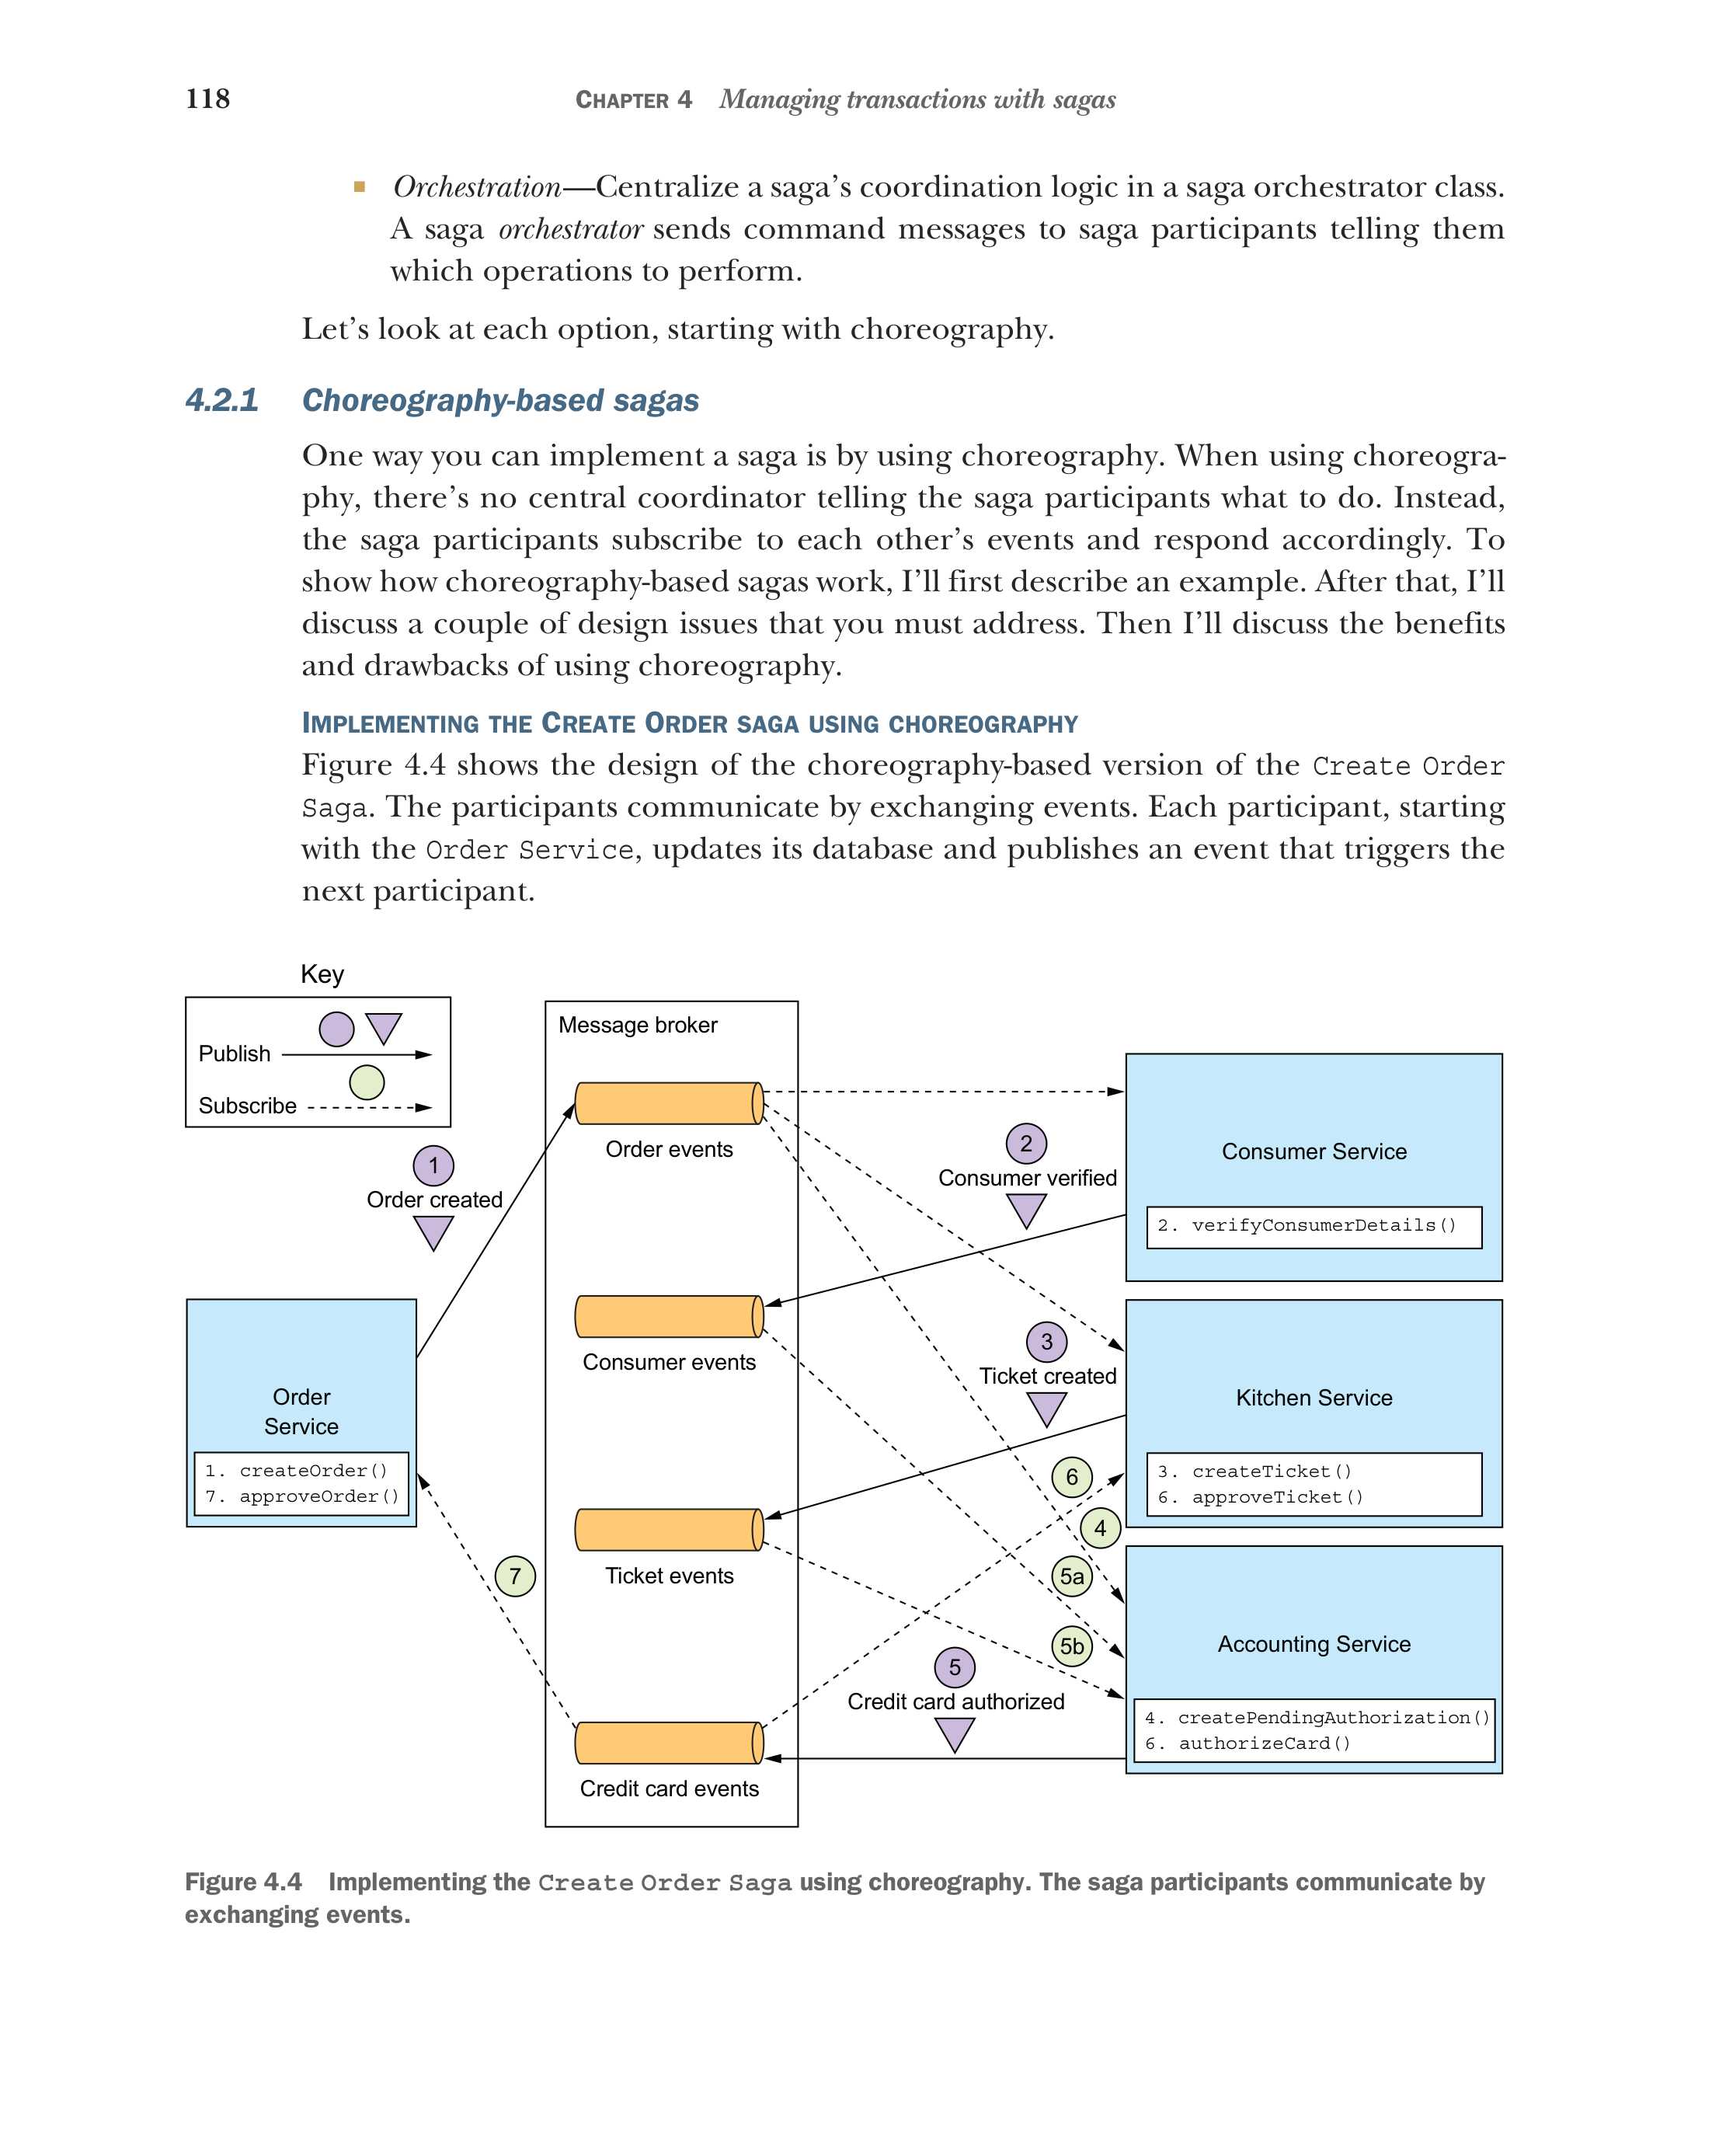 118
CHAPTER 4 Managing transactions with sagas
■ Orchestration—Centralize a saga's coordination logic in a saga orchestrator class.
A saga orchestrator sends command messages to saga participants telling them
which operations to perform.
Let's look at each option, starting with choreography.
4.2.1 Choreography-based sagas
One way you can implement a saga is by using choreography. When using choreogra-
phy, there's no central coordinator telling the saga participants what to do. Instead,
the saga participants subscribe to each other's events and respond accordingly. To
show how choreography-based sagas work, I'll first describe an example. After that, I'll
discuss a couple of design issues that you must address. Then I'll discuss the benefits
and drawbacks of using choreography.
IMPLEMENTING THE CREATE ORDER SAGA USING CHOREOGRAPHY
Figure 4.4 shows the design of the choreography-based version of the Create Order
Saga. The participants communicate by exchanging events. Each participant, starting
with the Order Service, updates its database and publishes an event that triggers the
next participant.
Key
Publish
Subscribe
Message broker
Order events
Consumer events
Ticket events
Credit card events
1
Order created
Order
Service
1. createOrder()
7. approveOrder()
7
2
Consumer verified
Consumer Service
2. verifyConsumerDetails()
3
Ticket created
Kitchen Service
3. createTicket()
6. approveTicket()
6
4
5a
5b
5
Credit card authorized
Accounting Service
4. createPendingAuthorization()
6. authorizeCard()
Figure 4.4 Implementing the Create Order Saga using choreography. The saga participants communicate by
exchanging events.